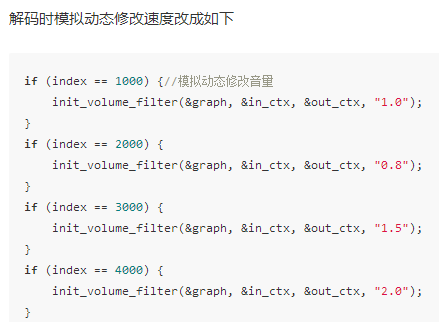 解码时模拟动态修改速度改成如下
if (index == 1000) {//模拟动态修改音量
    init_volume_filter(&graph, &in_ctx, &out_ctx, "1.0");
}
if (index == 2000) {
    init_volume_filter(&graph, &in_ctx, &out_ctx, "0.8");
}
if (index == 3000) {
    init_volume_filter(&graph, &in_ctx, &out_ctx, "1.5");
}
if (index == 4000) {
    init_volume_filter(&graph, &in_ctx, &out_ctx, "2.0");
}